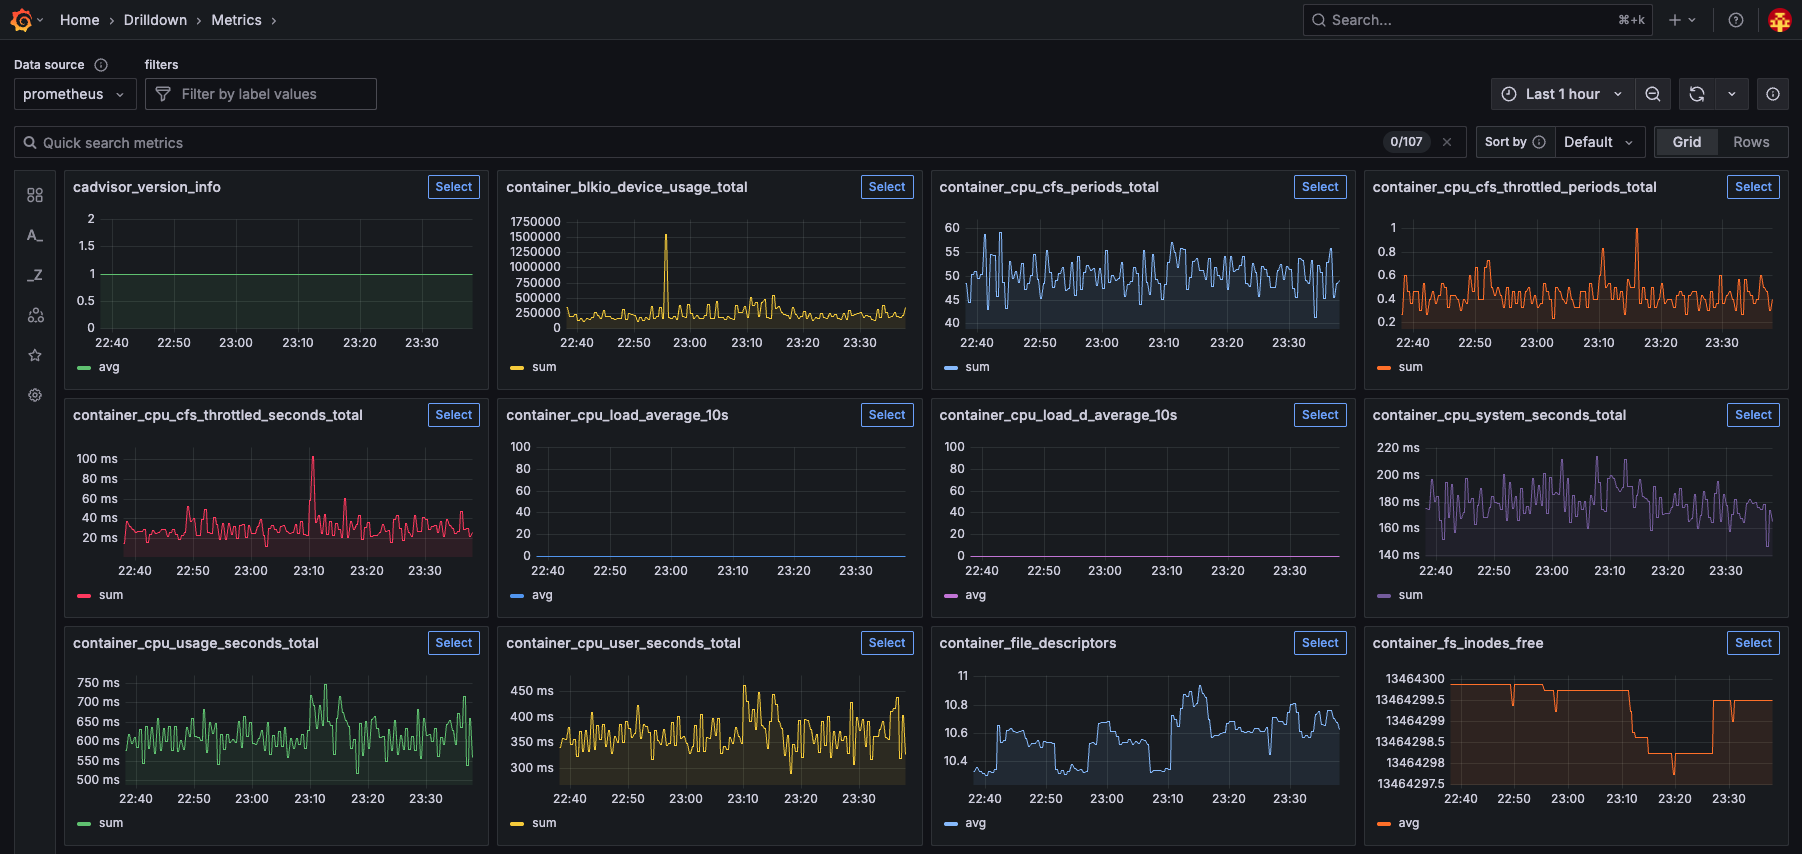 Home › Drilldown › Metrics ›
Search... ⌘+k
Data source filters
prometheus Filter by label values
Last 1 hour
Quick search metrics 0/107
Sort by Default Grid Rows
A_
_Z
cadvisor_version_info Select
2
1.5
1
0.5
0
22:40 22:50 23:00 23:10 23:20 23:30
avg
container_blkio_device_usage_total Select
1750000
1500000
1250000
1000000
750000
500000
250000
0
22:40 22:50 23:00 23:10 23:20 23:30
sum
container_cpu_cfs_periods_total Select
60
55
50
45
40
22:40 22:50 23:00 23:10 23:20 23:30
sum
container_cpu_cfs_throttled_periods_total Select
1
0.8
0.6
0.4
0.2
22:40 22:50 23:00 23:10 23:20 23:30
sum
container_cpu_cfs_throttled_seconds_total Select
100 ms
80 ms
60 ms
40 ms
20 ms
22:40 22:50 23:00 23:10 23:20 23:30
sum
container_cpu_load_average_10s Select
100
80
60
40
20
0
22:40 22:50 23:00 23:10 23:20 23:30
avg
container_cpu_load_d_average_10s Select
100
80
60
40
20
0
22:40 22:50 23:00 23:10 23:20 23:30
avg
container_cpu_system_seconds_total Select
220 ms
200 ms
180 ms
160 ms
140 ms
22:40 22:50 23:00 23:10 23:20 23:30
sum
container_cpu_usage_seconds_total Select
750 ms
700 ms
650 ms
600 ms
550 ms
500 ms
22:40 22:50 23:00 23:10 23:20 23:30
sum
container_cpu_user_seconds_total Select
450 ms
400 ms
350 ms
300 ms
22:40 22:50 23:00 23:10 23:20 23:30
sum
container_file_descriptors Select
11
10.8
10.6
10.4
22:40 22:50 23:00 23:10 23:20 23:30
avg
container_fs_inodes_free Select
13464300
13464299.5
13464299
13464298.5
13464298
13464297.5
22:40 22:50 23:00 23:10 23:20 23:30
avg